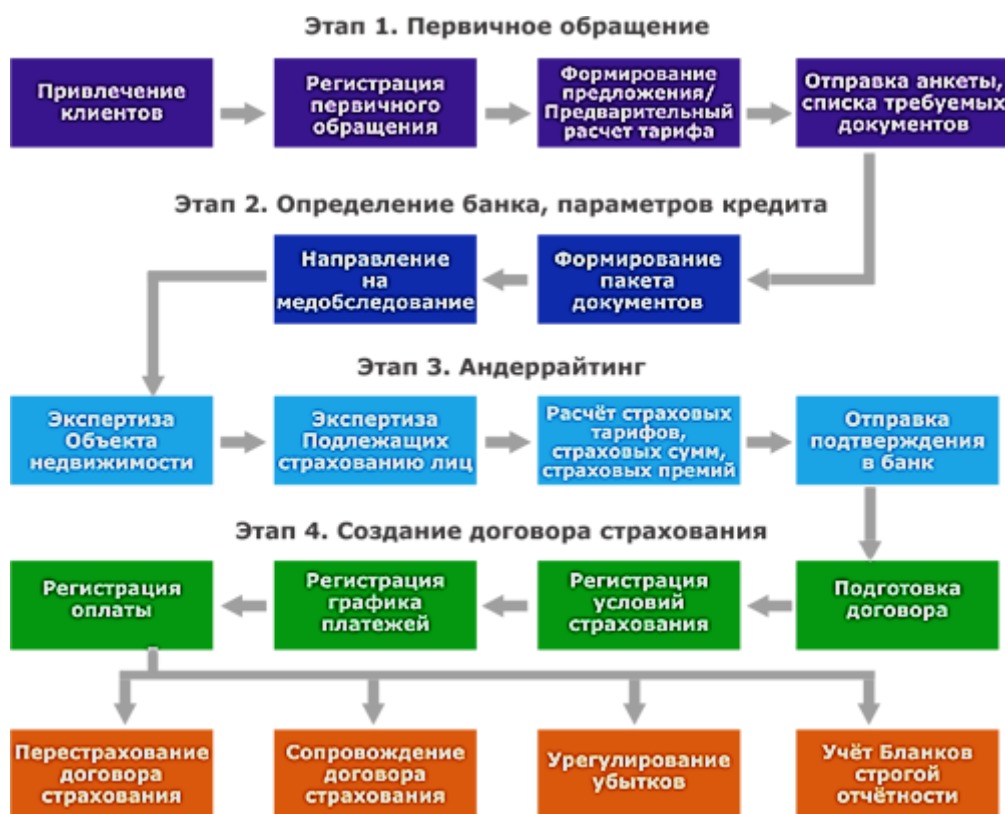 Этап 1. Первичное обращение
Привлечение
клиентов
Регистрация
первичного
обращения
Формирование
предложения/
Предварительный
расчет тарифа
Отправка анкеты,
списка требуемых
документов
Этап 2. Определение банка, параметров кредита
Направление
на
медобследование
Формирование
пакета
документов
Этап 3. Андеррайтинг
Экспертиза
Объекта
недвижимости
Экспертиза
Подлежащих
страхованию лиц
Расчёт страховых
тарифов,
страховых сумм,
страховых премий
Отправка
подтверждения
в банк
Этап 4. Создание договора страхования
Регистрация
оплаты
Регистрация
графика
платежей
Регистрация
условий
страхования
Подготовка
договора
Перестрахование
договора
страхования
Сопровождение
договора
страхования
Урегулирование
убытков
Учёт Бланков
строгой
отчётности